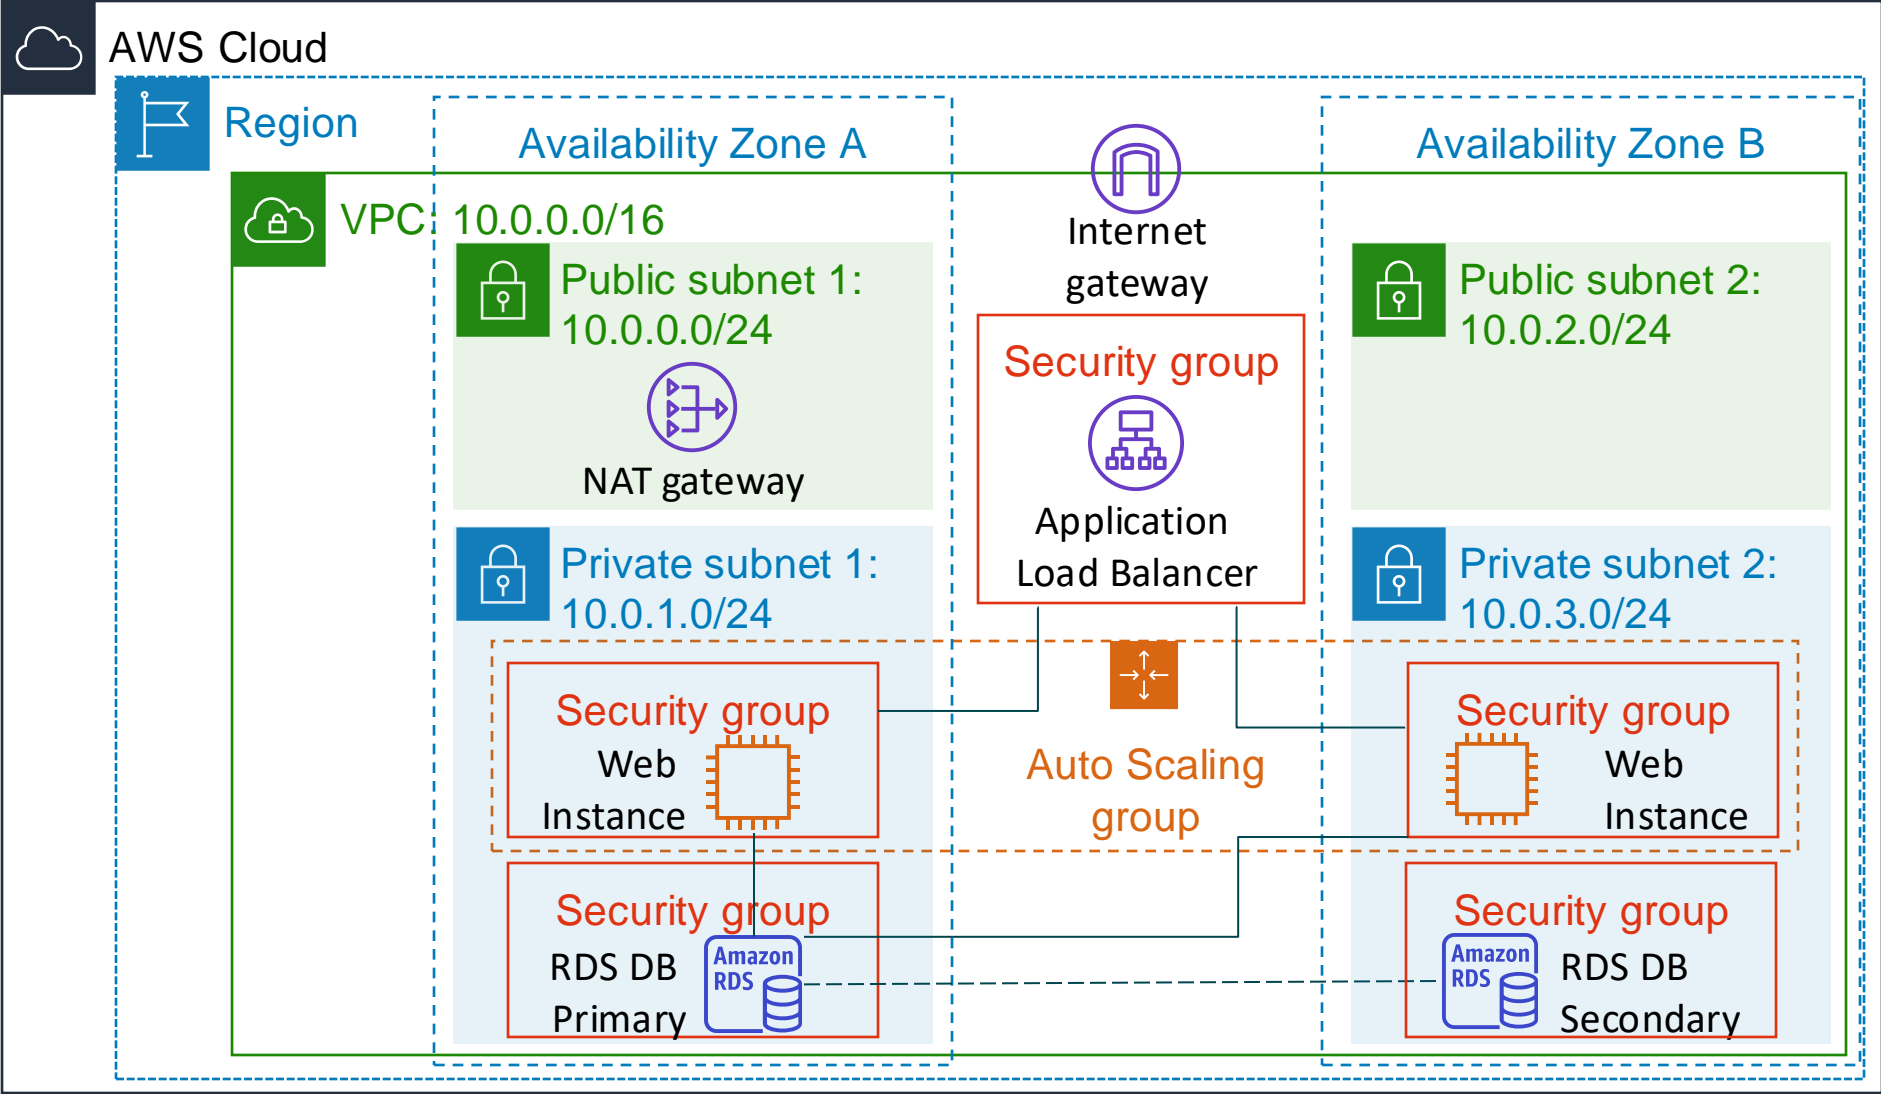 AWS Cloud
Region
Availability Zone A
Availability Zone B
VPC: 10.0.0.0/16
Internet
gateway
Public subnet 1:
10.0.0.0/24
NAT gateway
Security group
Application
Load Balancer
Public subnet 2:
10.0.2.0/24
Private subnet 1:
10.0.1.0/24
Private subnet 2:
10.0.3.0/24
Security group
Web
Instance
Auto Scaling
group
Security group
Web
Instance
Security group
RDS DB
Primary
Amazon
RDS
Security group
Amazon
RDS
RDS DB
Secondary